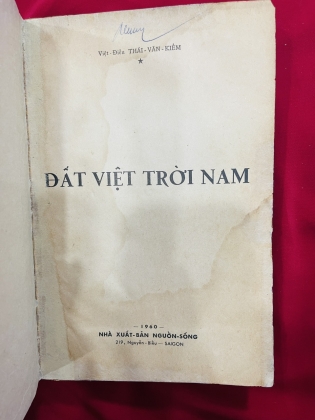 Việt-Điểu THÁI-VĂN-KIỂM
★
ĐẤT VIỆT TRỜI NAM
— 1960 —
NHÀ XUẤT-BẢN NGUỒN-SỐNG
219, Nguyễn-Biểu — SAIGON